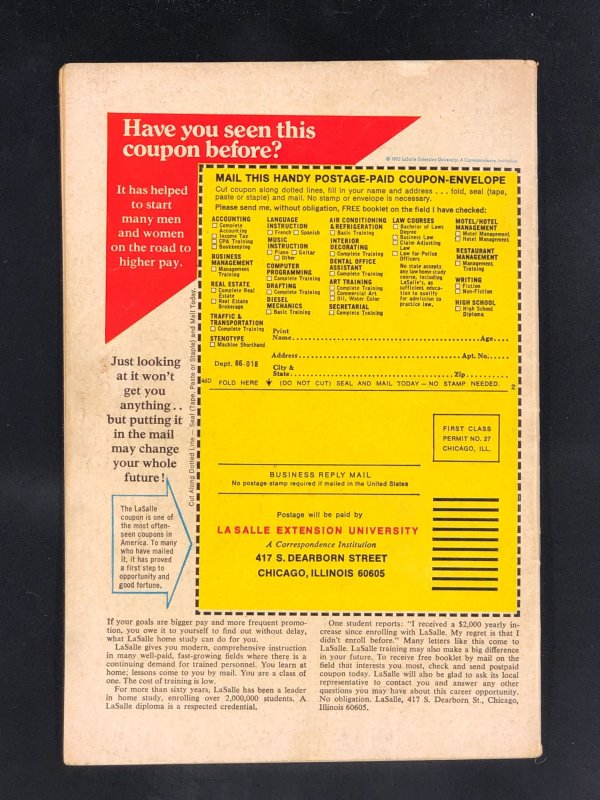 Have you seen this
coupon before?
© 1972 LaSalle Extension University, A Correspondence Institution
It has helped
to start
many men
and women
on the road to
higher pay.
Just looking
at it won't
get you
anything . .
but putting it
in the mail
may change
your whole
future!
The LaSalle
coupon is one of
the most often-
seen coupons in
America. To many
who have mailed
it, it has proved
a first step to
opportunity and
good fortune.
Cut Along Dotted Line — Seal (Tape, Paste or Staple) and Mail Today.
MAIL THIS HANDY POSTAGE-PAID COUPON-ENVELOPE
Cut coupon along dotted lines, fill in your name and address . . . fold, seal (tape,
paste or staple) and mail. No stamp or envelope is necessary.
Please send me, without obligation, FREE booklet on the field I have checked:
ACCOUNTING
Complete
Accounting
Income Tax
CPA Training
Bookkeeping
BUSINESS
MANAGEMENT
Management
Training
REAL ESTATE
Complete Real
Estate
Real Estate
Brokerage
TRAFFIC &
TRANSPORTATION
Complete Training
STENOTYPE
Machine Shorthand
LANGUAGE
INSTRUCTION
French Spanish
MUSIC
INSTRUCTION
Piano Guitar
Other
COMPUTER
PROGRAMMING
Complete Training
DRAFTING
Complete Training
DIESEL
MECHANICS
Basic Training
AIR CONDITIONING
& REFRIGERATION
Basic Training
INTERIOR
DECORATING
Complete Training
DENTAL OFFICE
ASSISTANT
Complete Training
ART TRAINING
Complete Training
Commercial Art
Oil, Water Color
SECRETARIAL
Complete Training
LAW COURSES
Bachelor of Laws
Degree
Business Law
Claim Adjusting
Law
Law for Police
Officers
No state accepts
any law home study
course, including
LaSalle's, as
sufficient educa-
tion to qualify
for admission to
practice law.
MOTEL/HOTEL
MANAGEMENT
Motel Management
Hotel Management
RESTAURANT
MANAGEMENT
Management
Training
WRITING
Fiction
Non-Fiction
HIGH SCHOOL
High School
Diploma
Print
Name Age
Address Apt. No.
Dept. 86-018
City &
State Zip
46D FOLD HERE (DO NOT CUT) SEAL AND MAIL TODAY — NO STAMP NEEDED. 2
FIRST CLASS
PERMIT NO. 27
CHICAGO, ILL.
BUSINESS REPLY MAIL
No postage stamp required if mailed in the United States
Postage will be paid by
LA SALLE EXTENSION UNIVERSITY
A Correspondence Institution
417 S. DEARBORN STREET
CHICAGO, ILLINOIS 60605
If your goals are bigger pay and more frequent promo-
tion, you owe it to yourself to find out without delay,
what LaSalle home study can do for you.
LaSalle gives you modern, comprehensive instruction
in many well-paid, fast-growing fields where there is a
continuing demand for trained personnel. You learn at
home; lessons come to you by mail. You are a class of
one. The cost of training is low.
For more than sixty years, LaSalle has been a leader
in home study, enrolling over 2,000,000 students. A
LaSalle diploma is a respected credential.
One student reports: "I received a $2,000 yearly in-
crease since enrolling with LaSalle. My regret is that I
didn't enroll before." Many letters like this come to
LaSalle. LaSalle training may also make a big difference
in your future. To receive free booklet by mail on the
field that interests you most, check and send postpaid
coupon today. LaSalle will also be glad to ask its local
representative to contact you and answer any other
questions you may have about this career opportunity.
No obligation. LaSalle, 417 S. Dearborn St., Chicago,
Illinois 60605.